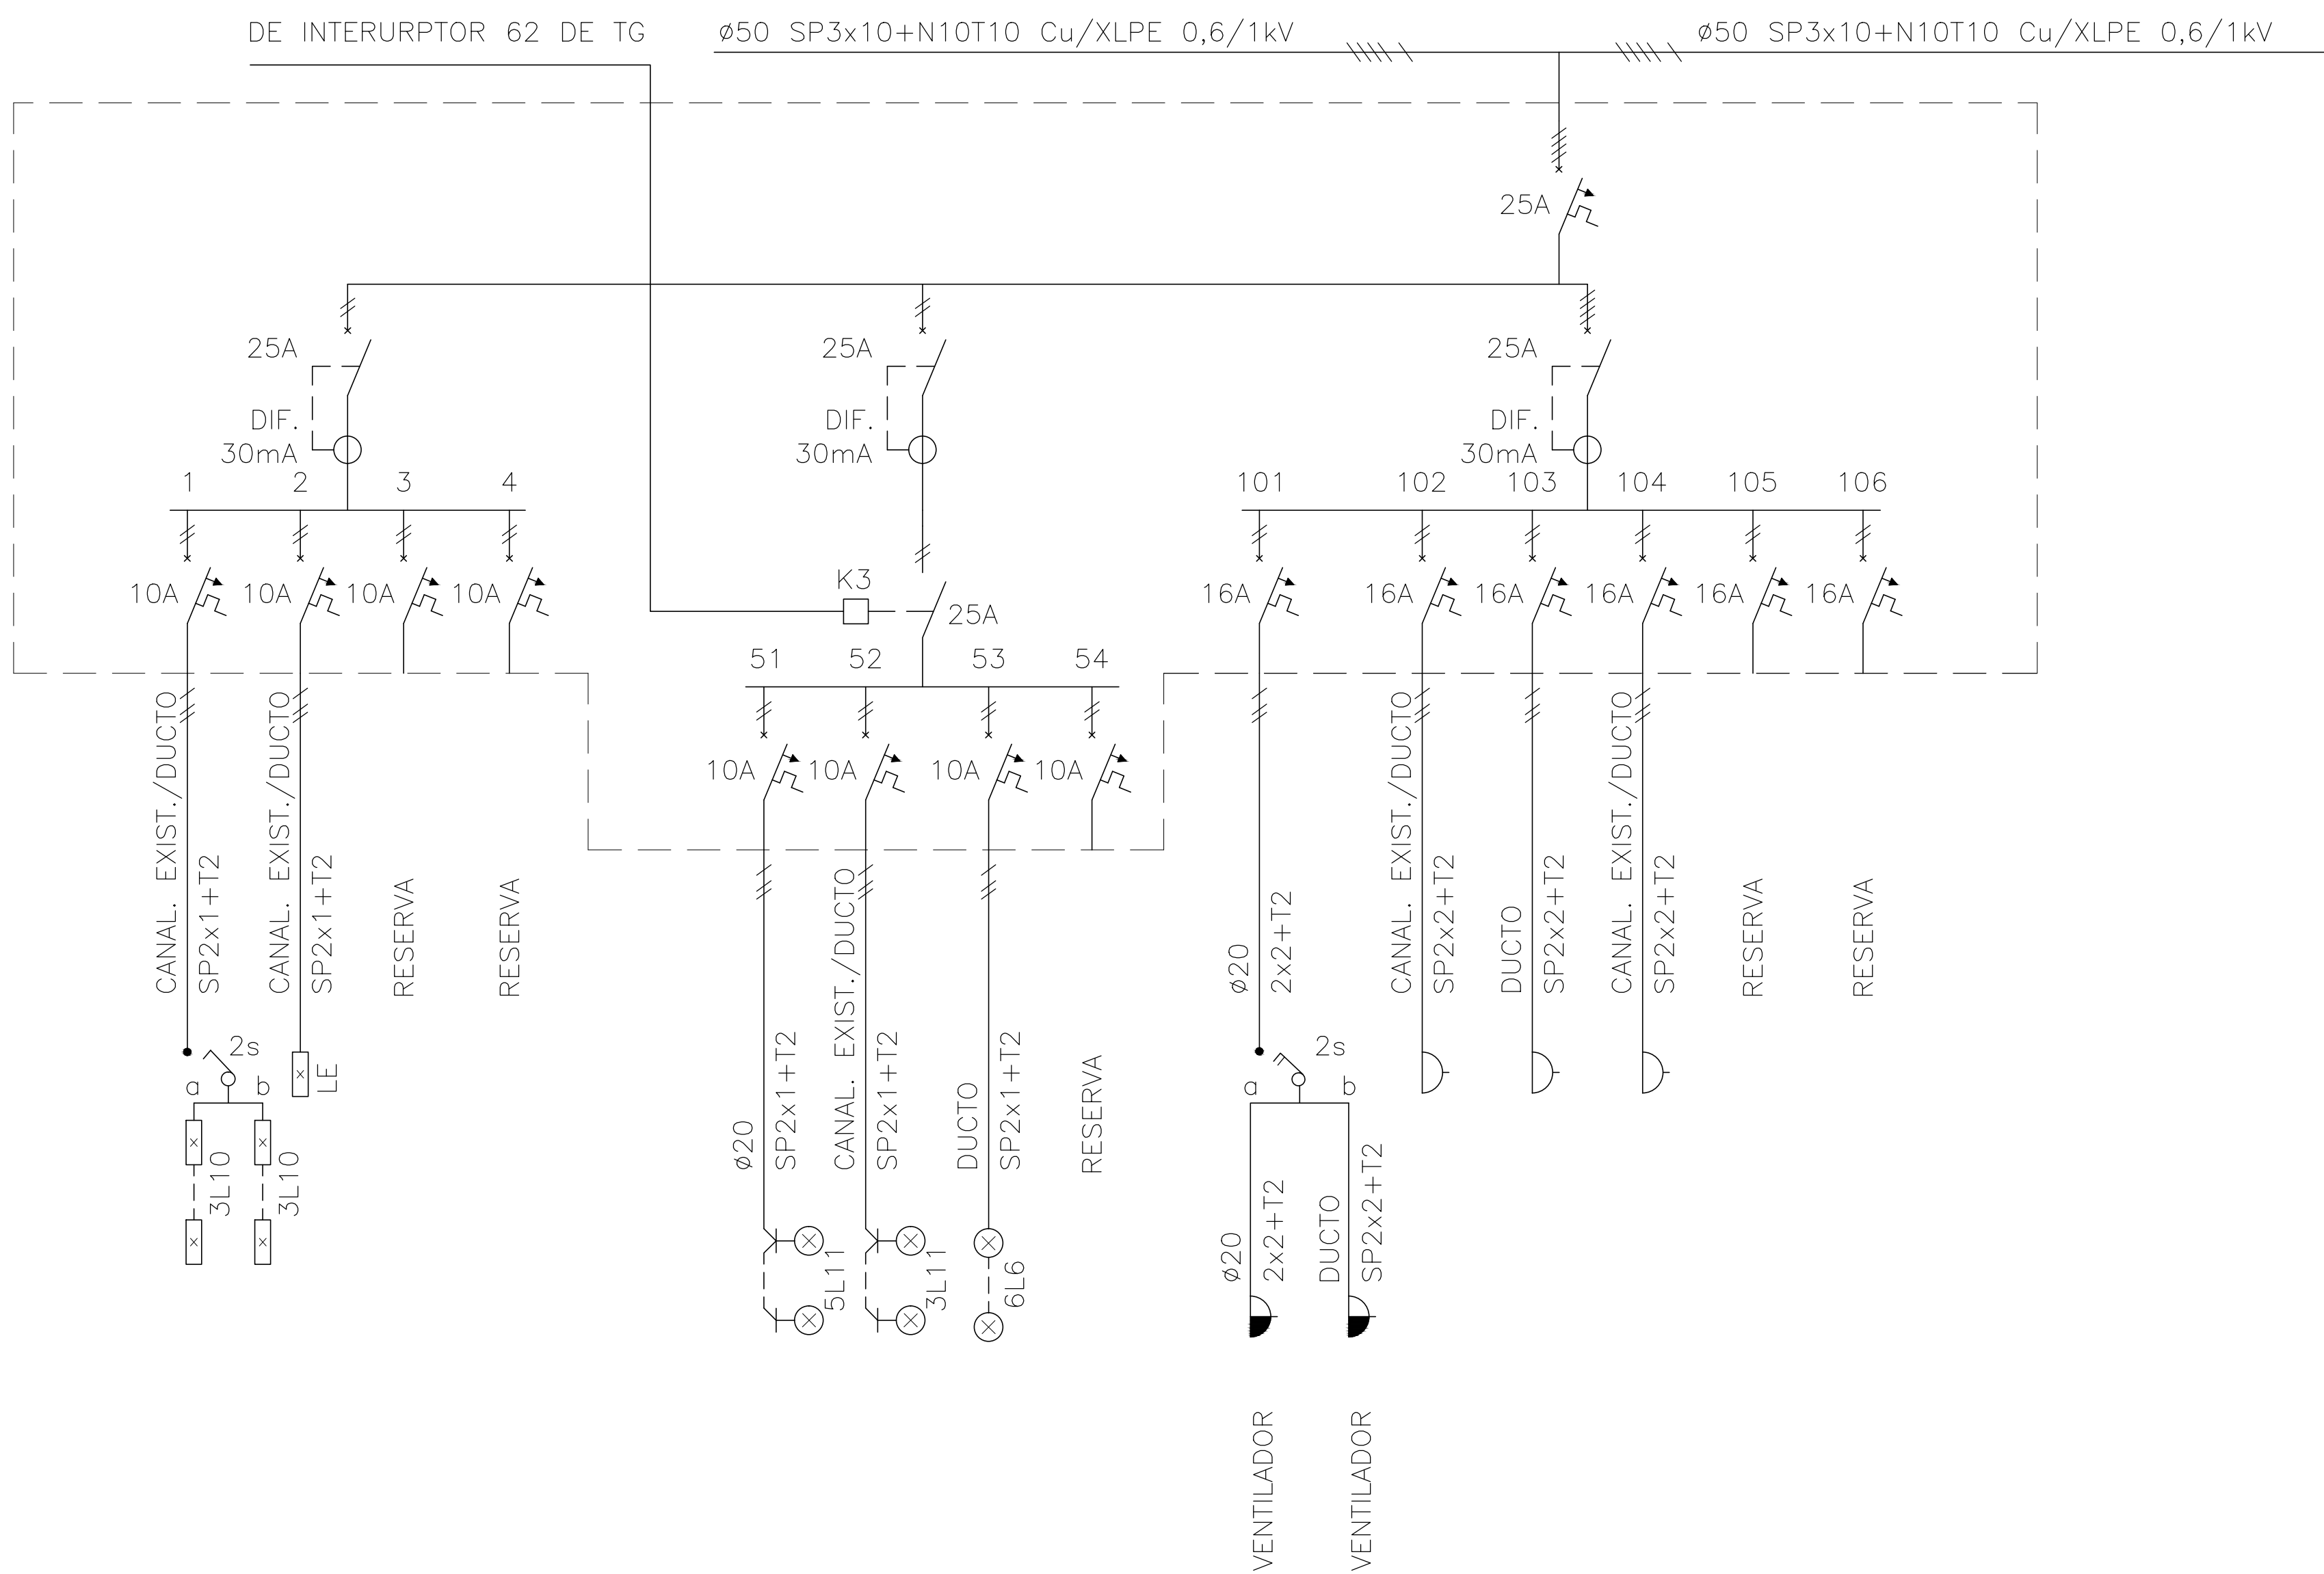 DE INTERURPTOR 62 DE TG
ø50 SP3x10+N10T10 Cu/XLPE 0,6/1kV
ø50 SP3x10+N10T10 Cu/XLPE 0,6/1kV
25A
25A
DIF.
30mA
25A
DIF.
30mA
25A
DIF.
30mA
1
2
3
4
101
102
103
104
105
106
10A
10A
10A
10A
K3
25A
16A
16A
16A
16A
16A
16A
51
52
53
54
10A
10A
10A
10A
CANAL. EXIST./DUCTO
SP2x1+T2
CANAL. EXIST./DUCTO
SP2x1+T2
RESERVA
RESERVA
ø20
SP2x1+T2
CANAL. EXIST./DUCTO
SP2x1+T2
DUCTO
SP2x1+T2
RESERVA
ø20
2x2+T2
CANAL. EXIST./DUCTO
SP2x2+T2
DUCTO
SP2x2+T2
CANAL. EXIST./DUCTO
SP2x2+T2
RESERVA
RESERVA
2s
a
b
LE
3L10
3L10
5L11
3L11
6L6
2s
a
b
ø20
2x2+T2
DUCTO
SP2x2+T2
VENTILADOR
VENTILADOR